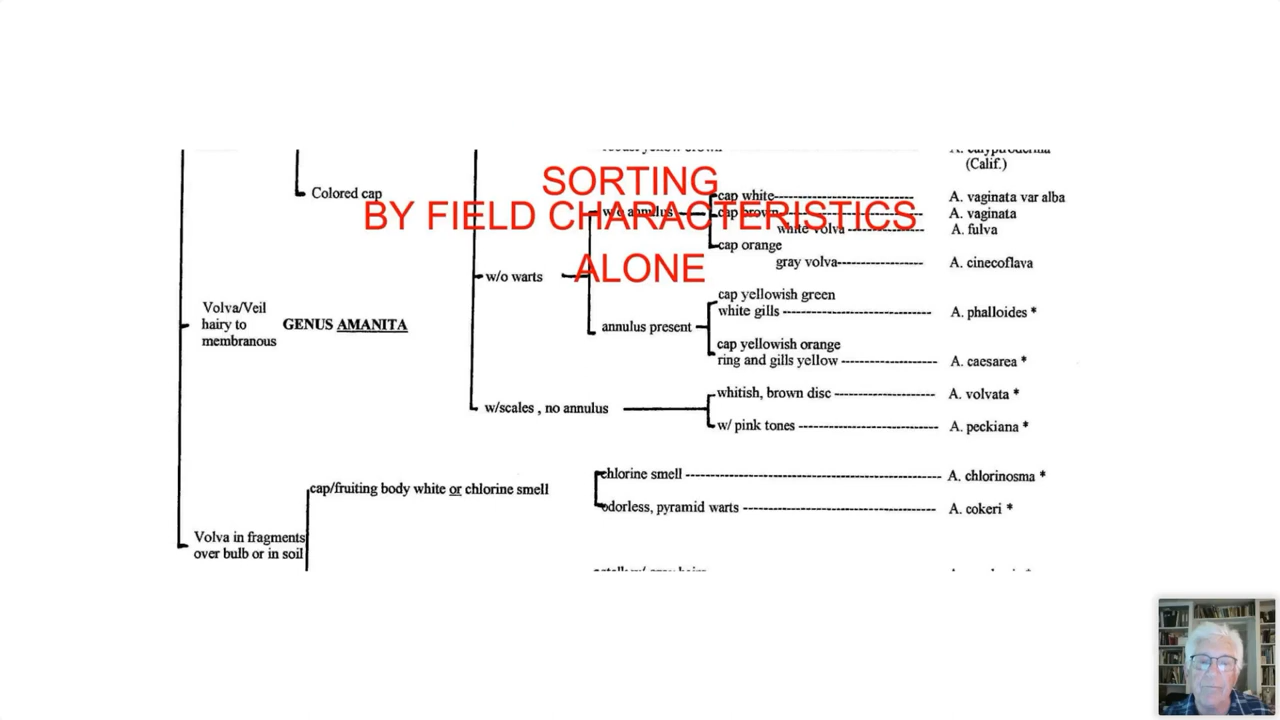 (Calif.)
SORTING
BY FIELD CHARACTERISTICS
ALONE
Colored cap
w/o annulus
cap white
A. vaginata var alba
cap brown
A. vaginata
white volva
A. fulva
cap orange
gray volva
A. cinecoflava
w/o warts
Volva/Veil
hairy to
membranous
GENUS AMANITA
cap yellowish green
white gills
A. phalloides *
annulus present
cap yellowish orange
ring and gills yellow
A. caesarea *
whitish, brown disc
A. volvata *
w/scales , no annulus
w/ pink tones
A. peckiana *
chlorine smell
A. chlorinosma *
cap/fruiting body white or chlorine smell
odorless, pyramid warts
A. cokeri *
Volva in fragments
over bulb or in soil